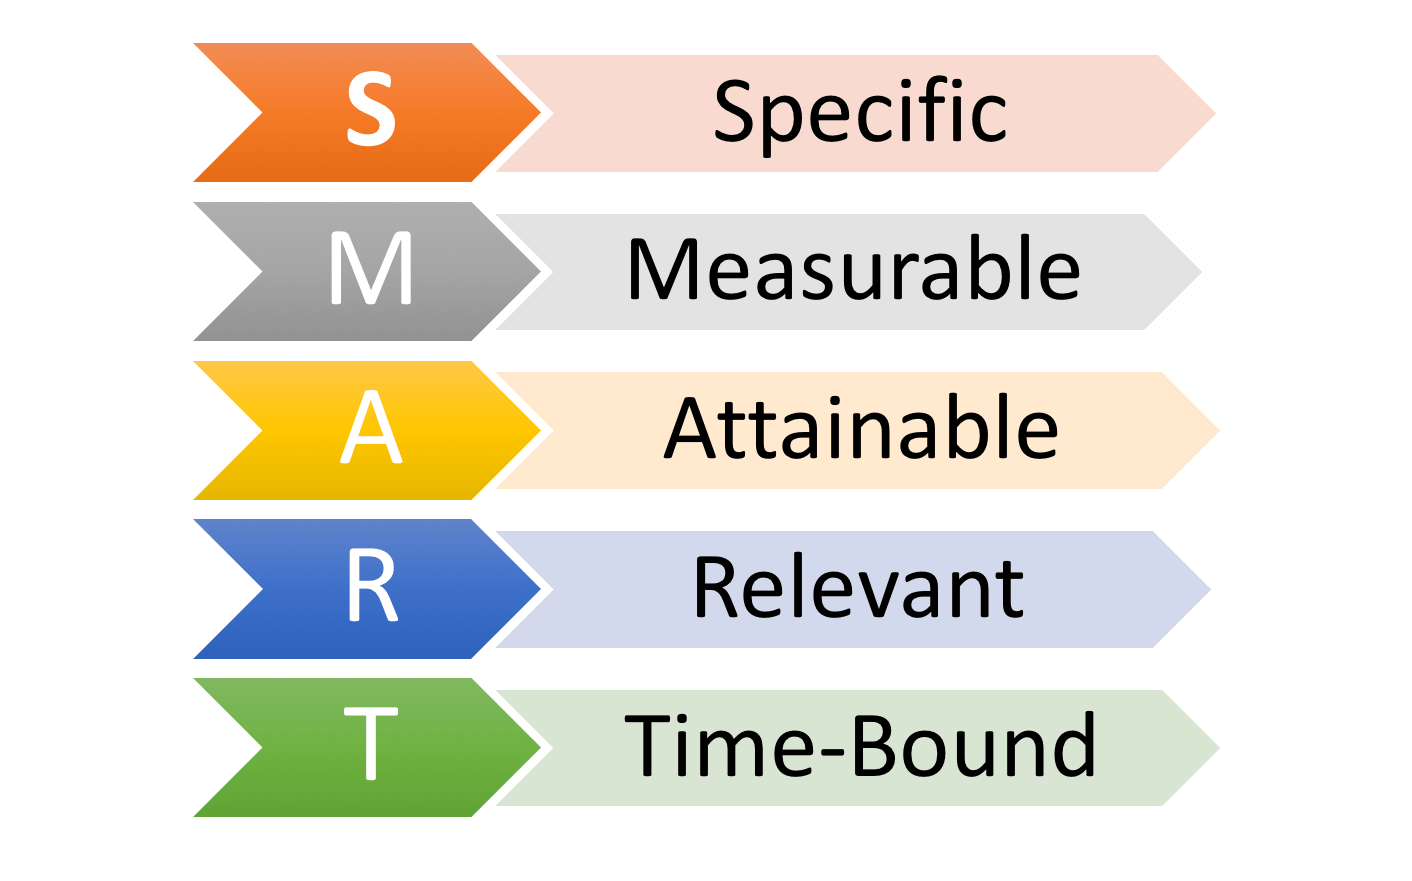 S Specific
M Measurable
A Attainable
R Relevant
T Time-Bound